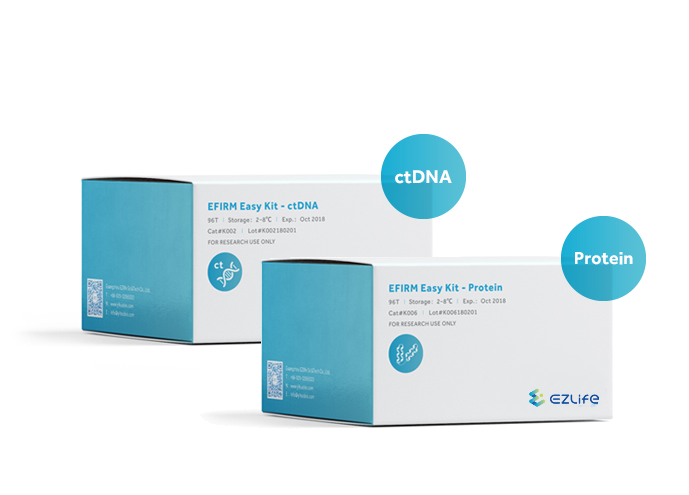 ctDNA
EFIRM Easy Kit - ctDNA
96T | Storage: 2~8℃ | Exp.: Oct 2018
Cat#K002 | Lot#K002180201
FOR RESEARCH USE ONLY
ct
Protein
EFIRM Easy Kit - Protein
96T | Storage: 2~8℃ | Exp.: Oct 2018
Cat#K006 | Lot#K006180201
FOR RESEARCH USE ONLY
EZLIFE